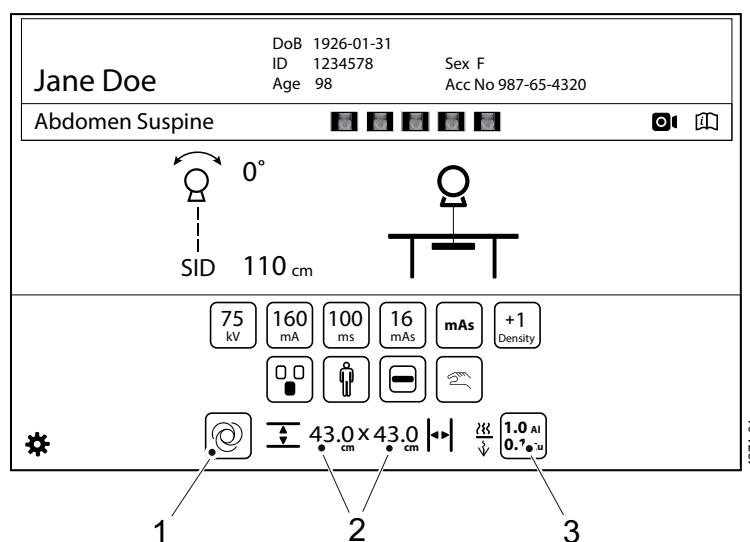 DoB 1926-01-31
Jane Doe
ID 1234578
Sex F
Age 98
Acc No 987-65-4320
Abdomen Suspine
0°
SID 110 cm
75 kV
160 mA
100 ms
16 mAs
mAs
+1 Density
43.0 cm x 43.0 cm
1.0 Al
1
2
3